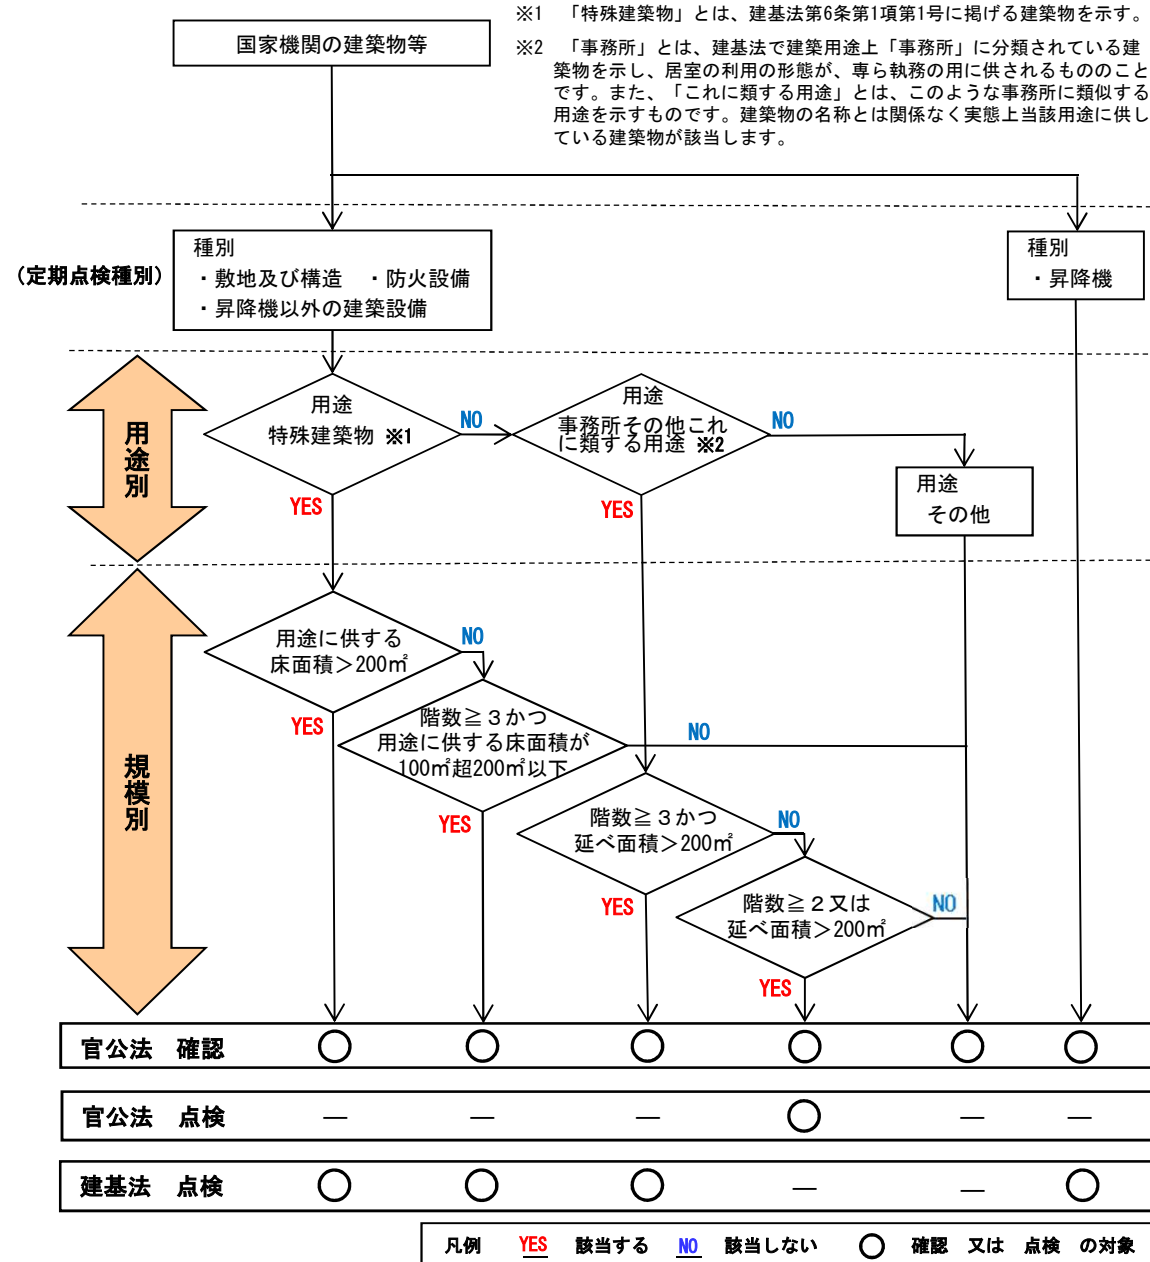 ※1 「特殊建築物」とは、建基法第6条第1項第1号に掲げる建築物を示す。
国家機関の建築物等
※2 「事務所」とは、建基法で建築用途上「事務所」に分類されている建
築物を示し、居室の利用の形態が、専ら執務の用に供されるもののこと
です。また、「これに類する用途」とは、このような事務所に類似する
用途を示すものです。建築物の名称とは関係なく実態上当該用途に供し
ている建築物が該当します。
(定期点検種別)
種別
・敷地及び構造 ・防火設備
・昇降機以外の建築設備
種別
・昇降機
用途別
用途
特殊建築物 ※1
NO
YES
用途
事務所その他これ
に類する用途 ※2
NO
YES
用途
その他
規模別
用途に供する
床面積＞200㎡
NO
YES
階数≧３かつ
用途に供する床面積が
100㎡超200㎡以下
NO
YES
階数≧３かつ
延べ面積＞200㎡
NO
YES
階数≧２又は
延べ面積＞200㎡
NO
YES
官公法 確認 ○ ○ ○ ○ ○ ○
官公法 点検 ― ― ― ○ ― ―
建基法 点検 ○ ○ ○ ― ― ○
凡例 YES 該当する NO 該当しない ○ 確認 又は 点検 の対象